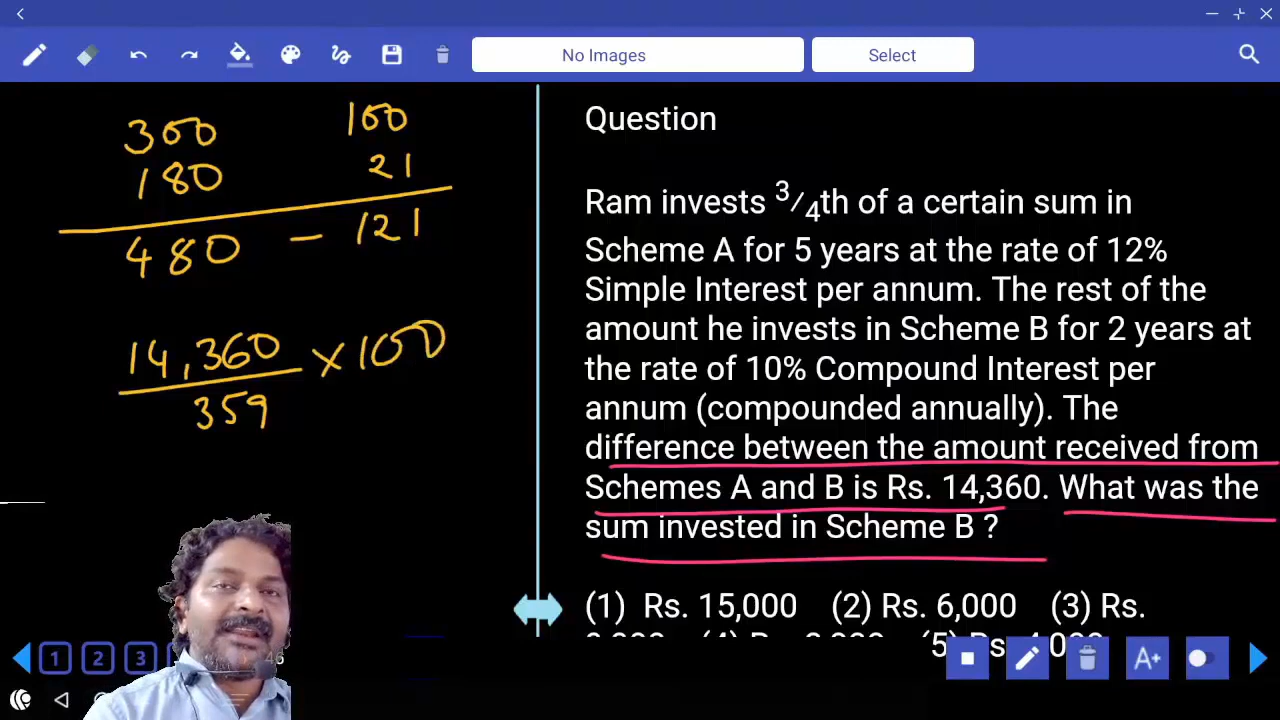 No Images
Select
300 100
180 21
480 - 121
14,360 × 100
359
Question
Ram invests 3/4th of a certain sum in
Scheme A for 5 years at the rate of 12%
Simple Interest per annum. The rest of the
amount he invests in Scheme B for 2 years at
the rate of 10% Compound Interest per
annum (compounded annually). The
difference between the amount received from
Schemes A and B is Rs. 14,360. What was the
sum invested in Scheme B ?
(1) Rs. 15,000 (2) Rs. 6,000 (3) Rs.
(4)
1 2 3
A+